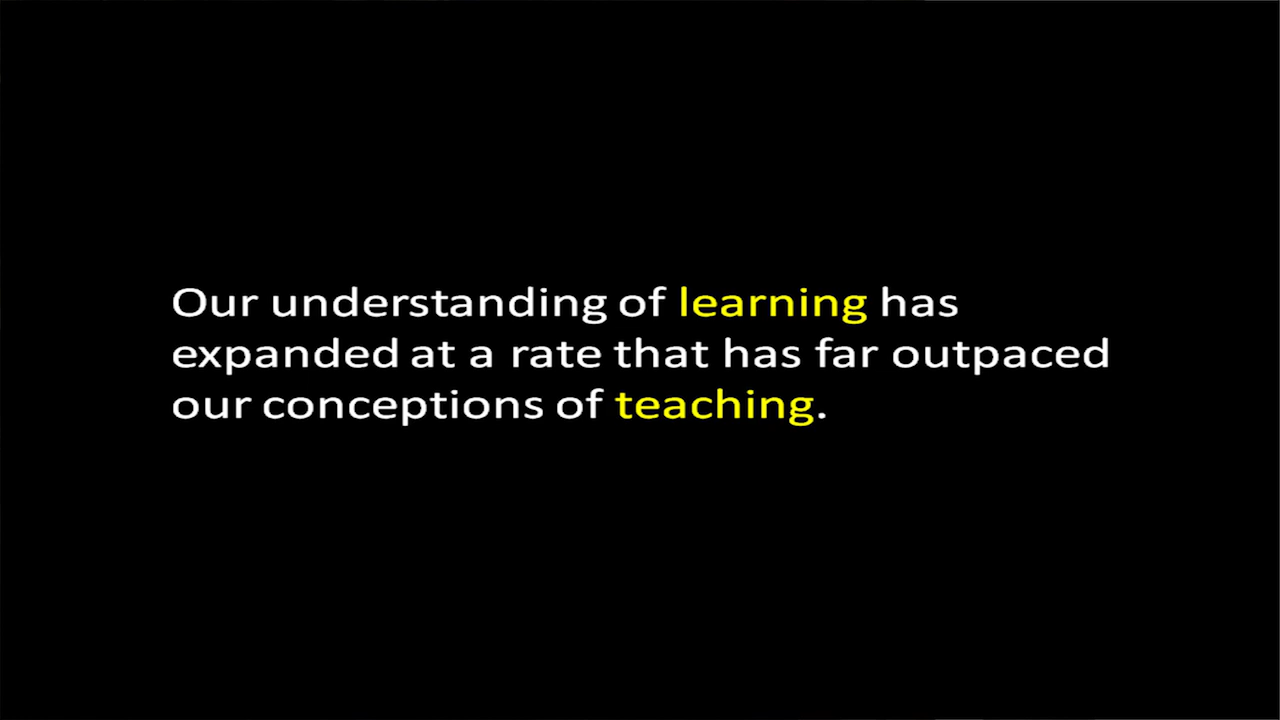 Our understanding of learning has
expanded at a rate that has far outpaced
our conceptions of teaching.